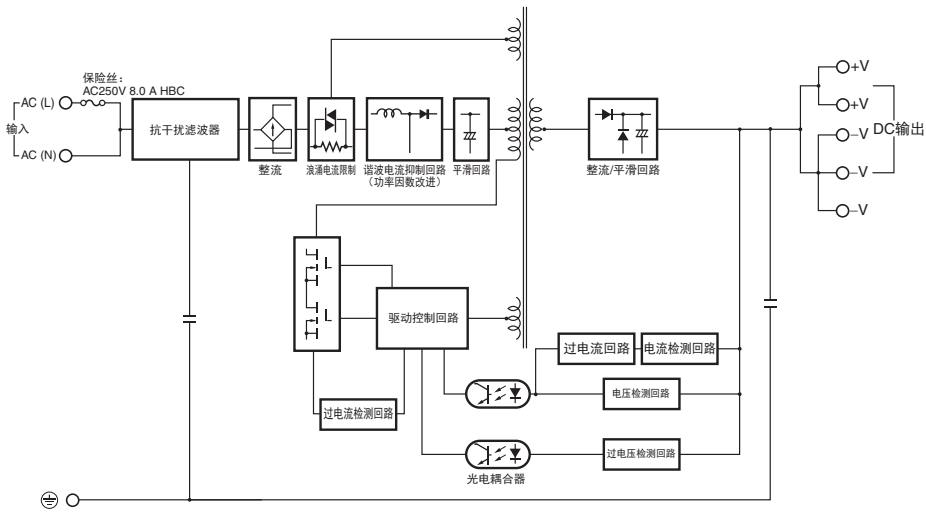 保险丝：
AC250V 8.0 A HBC
AC (L)
输入
AC (N)
抗干扰滤波器
整流
浪涌电流限制
谐波电流抑制回路
（功率因数改进）
平滑回路
整流/平滑回路
+V
+V
−V
−V
−V
DC输出
驱动控制回路
过电流检测回路
过电流回路
电流检测回路
电压检测回路
过电压检测回路
光电耦合器